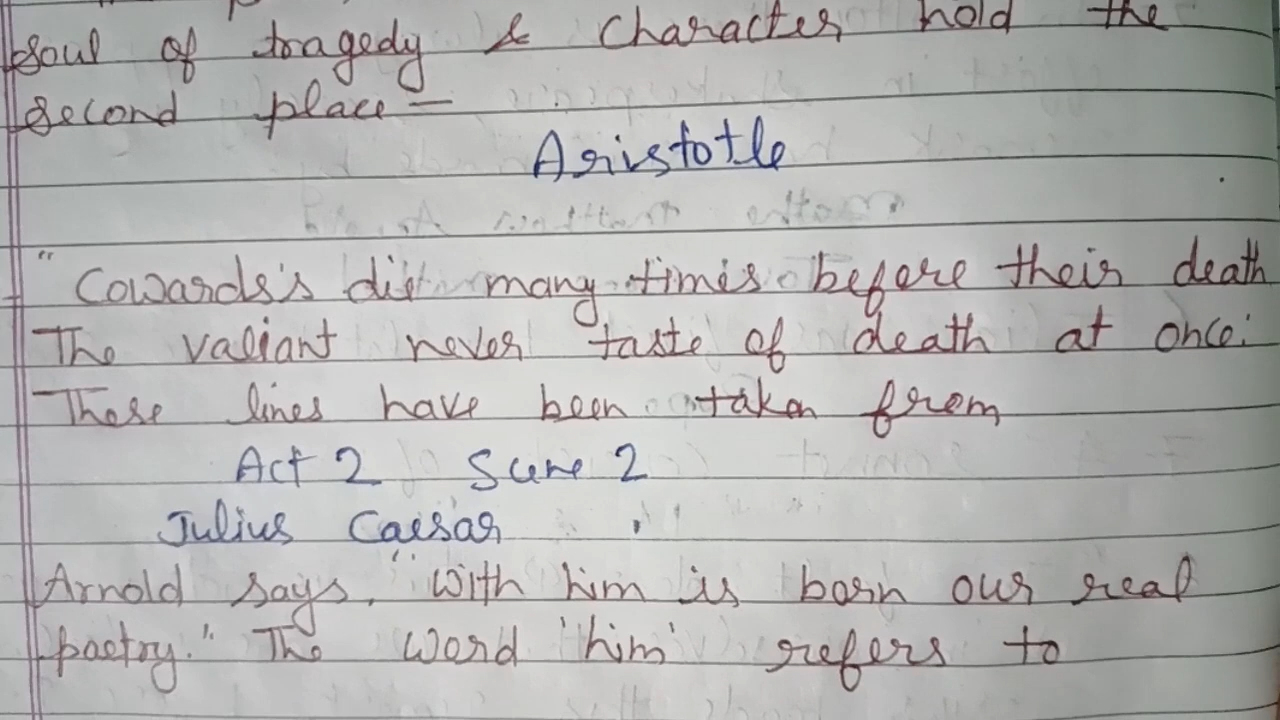 soul of tragedy & character hold the
second place—
Aristotle
"Cowards's die many times before their death
The valiant never taste of death at once.
These lines have been taken from
Act 2 Scene 2
Julius Caesar
Arnold says, "With him is born our real
poetry." The word 'him' refers to